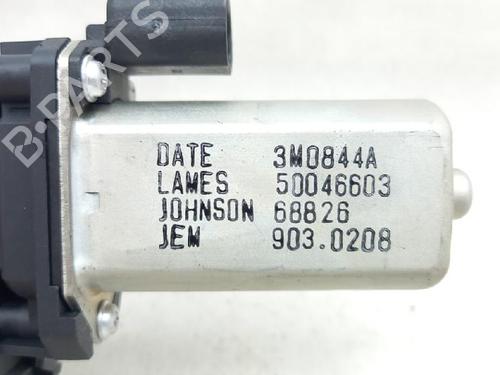 DATE 3M0844A
LAMES 50046603
JOHNSON 68826
JEM 903.0208
B-PARTS